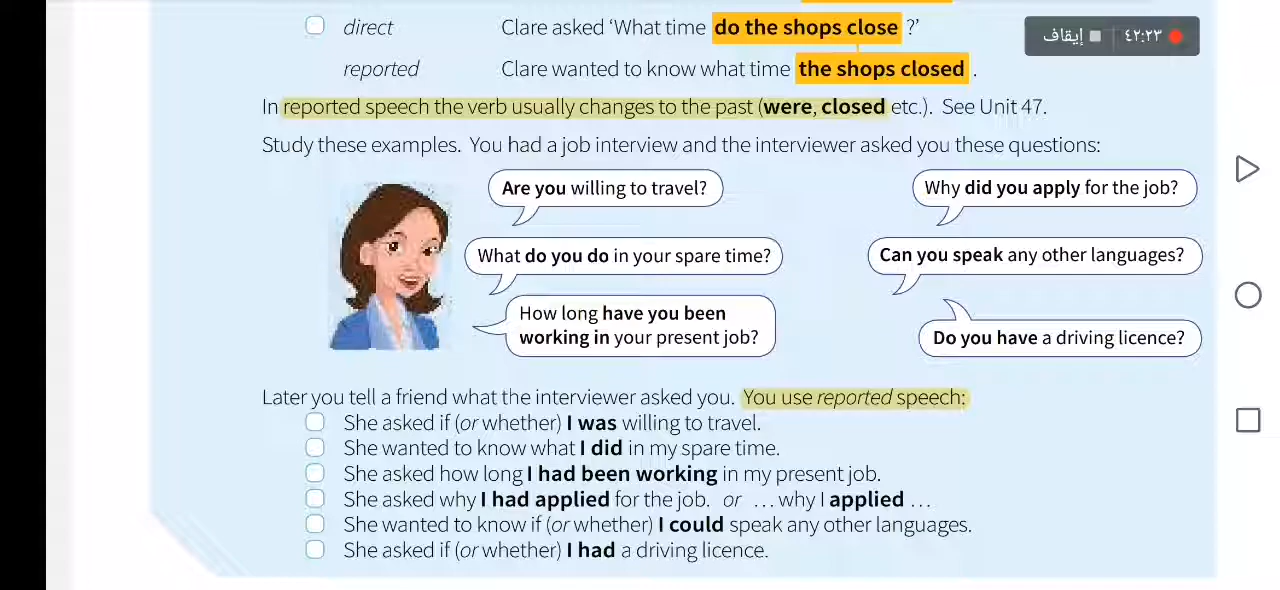 direct Clare asked ‘What time do the shops close ?’
إيقاف ٤٢:٢٣
reported Clare wanted to know what time the shops closed .
In reported speech the verb usually changes to the past (were, closed etc.). See Unit 47.
Study these examples. You had a job interview and the interviewer asked you these questions:
Are you willing to travel?
Why did you apply for the job?
What do you do in your spare time?
Can you speak any other languages?
How long have you been
working in your present job?
Do you have a driving licence?
Later you tell a friend what the interviewer asked you. You use reported speech:
She asked if (or whether) I was willing to travel.
She wanted to know what I did in my spare time.
She asked how long I had been working in my present job.
She asked why I had applied for the job. or … why I applied …
She wanted to know if (or whether) I could speak any other languages.
She asked if (or whether) I had a driving licence.